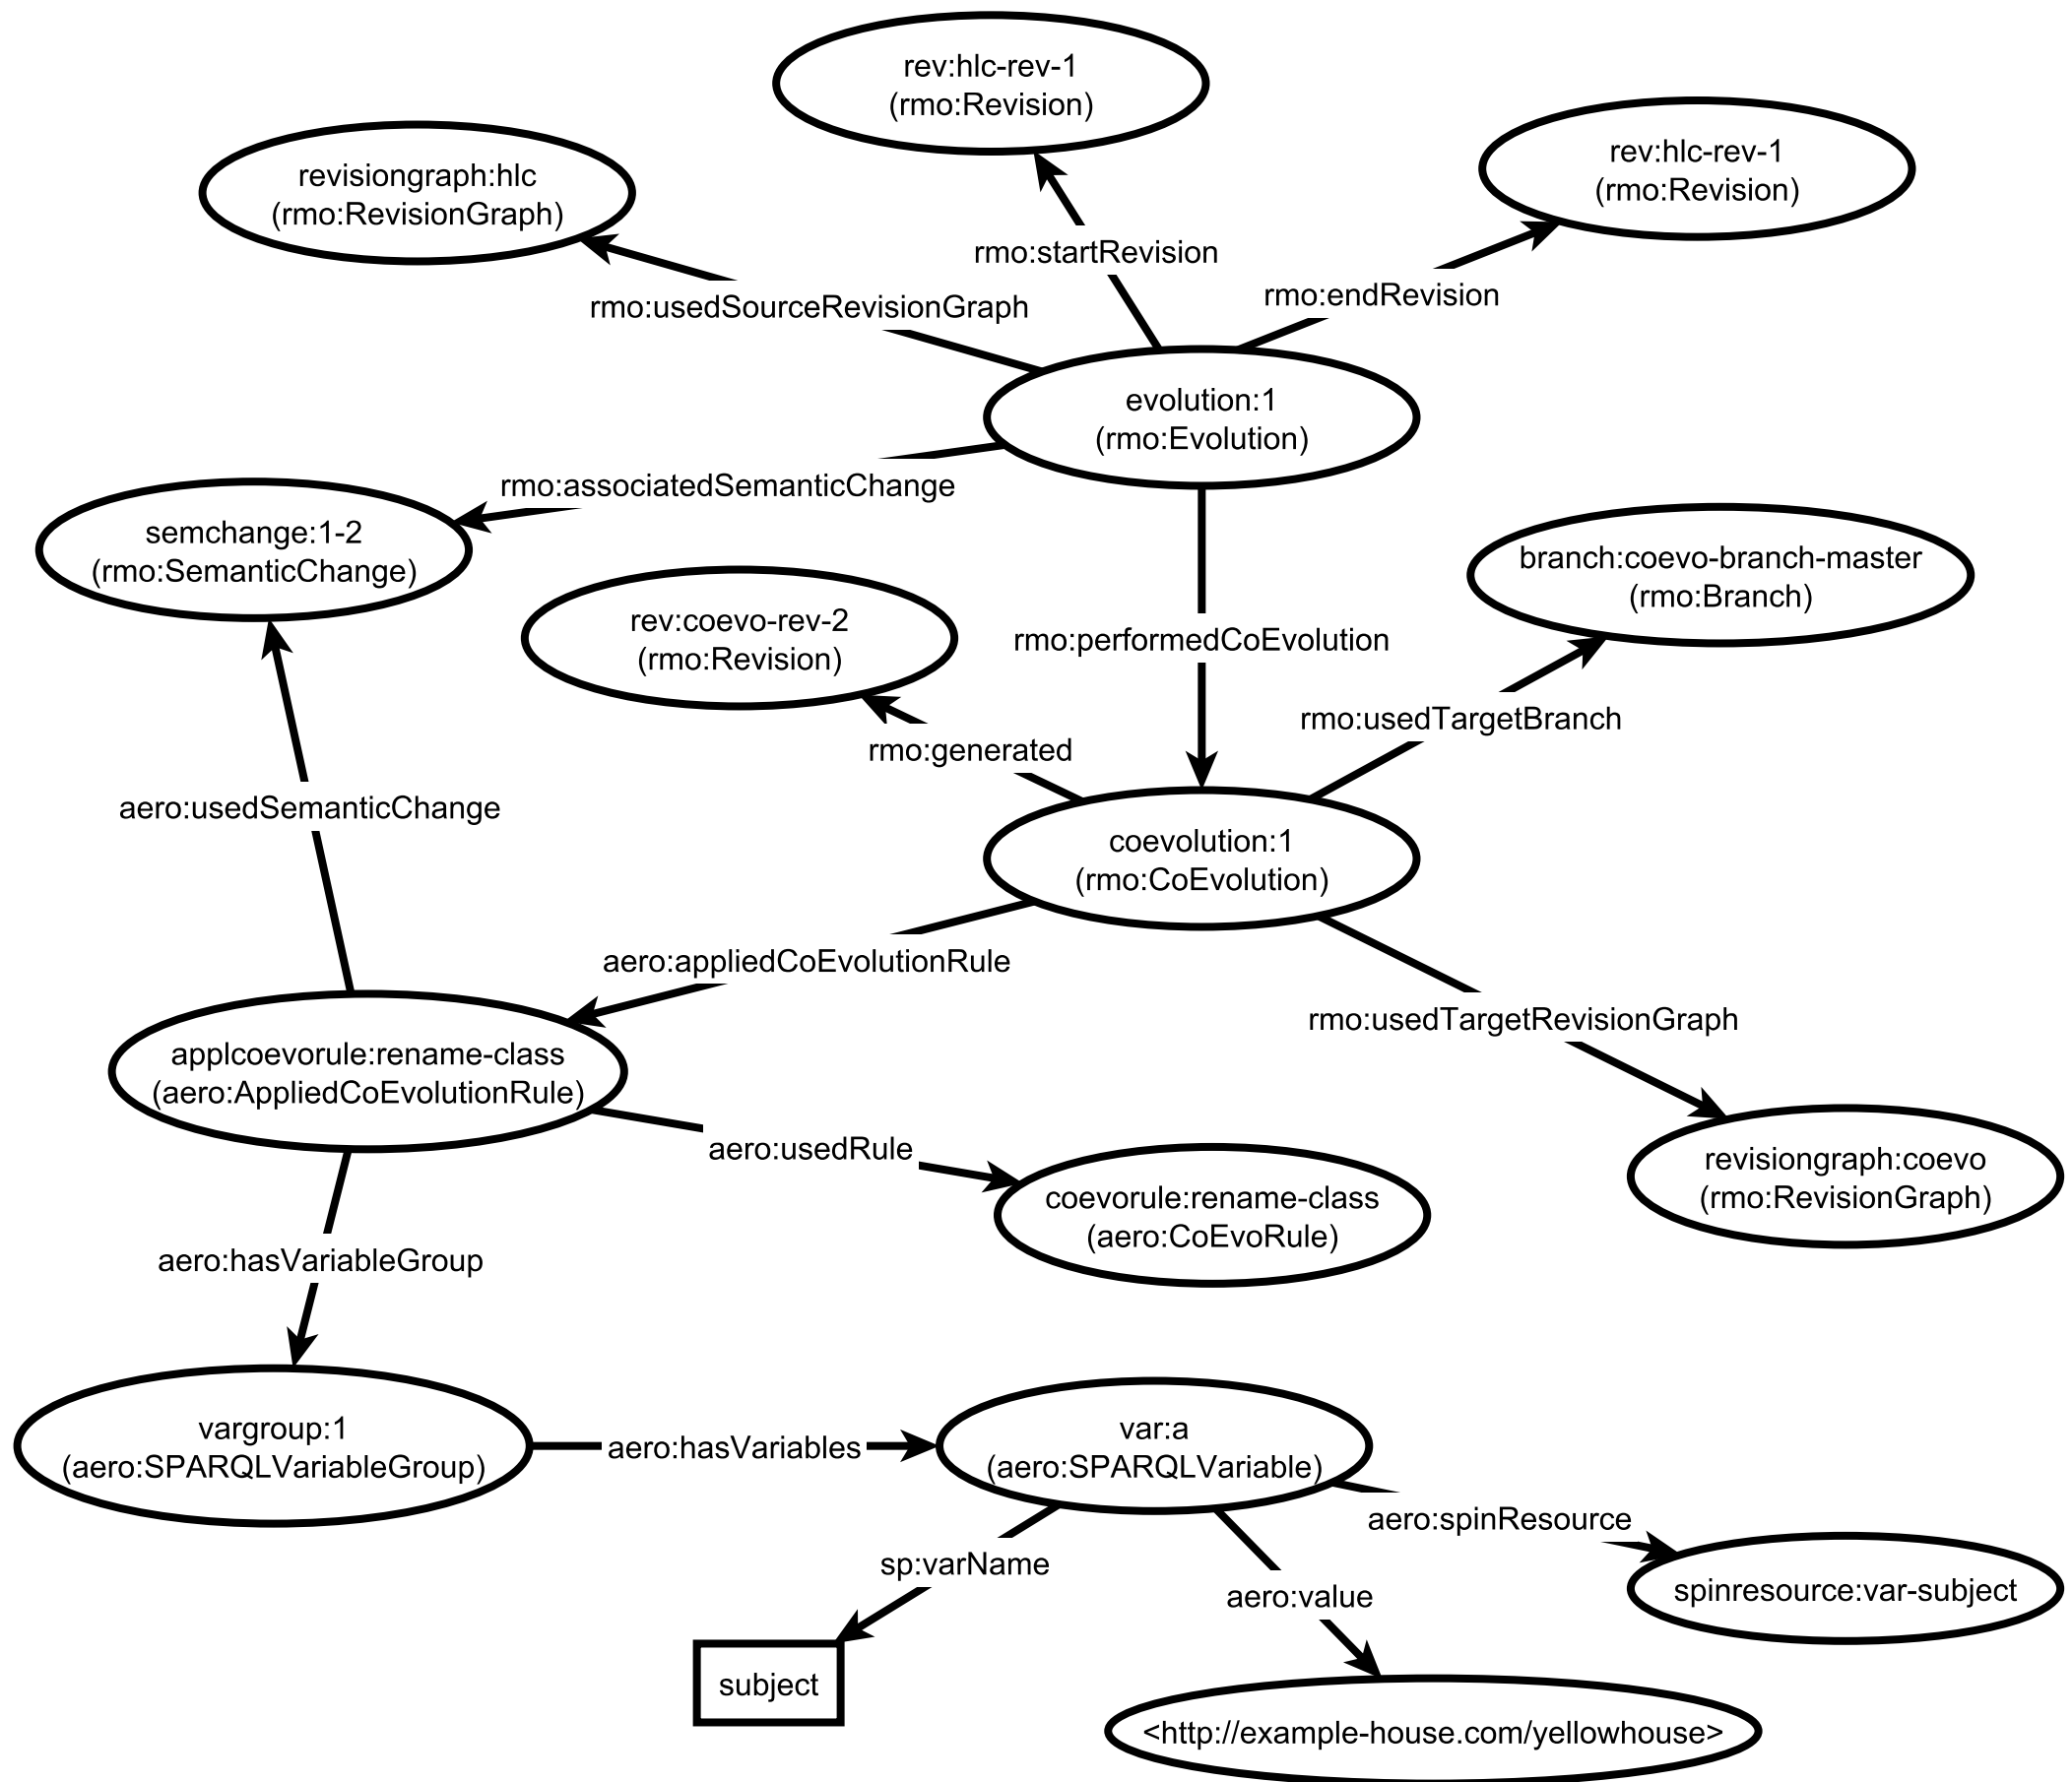 rev:hlc-rev-1
(rmo:Revision)
rev:hlc-rev-1
(rmo:Revision)
revisiongraph:hlc
(rmo:RevisionGraph)
rmo:startRevision
rmo:endRevision
rmo:usedSourceRevisionGraph
evolution:1
(rmo:Evolution)
rmo:associatedSemanticChange
semchange:1-2
(rmo:SemanticChange)
branch:coevo-branch-master
(rmo:Branch)
rev:coevo-rev-2
(rmo:Revision)
rmo:performedCoEvolution
rmo:usedTargetBranch
rmo:generated
aero:usedSemanticChange
coevolution:1
(rmo:CoEvolution)
aero:appliedCoEvolutionRule
rmo:usedTargetRevisionGraph
applcoevorule:rename-class
(aero:AppliedCoEvolutionRule)
aero:usedRule
revisiongraph:coevo
(rmo:RevisionGraph)
coevorule:rename-class
(aero:CoEvoRule)
aero:hasVariableGroup
vargroup:1
(aero:SPARQLVariableGroup)
aero:hasVariables
var:a
(aero:SPARQLVariable)
aero:spinResource
sp:varName
aero:value
spinresource:var-subject
subject
<http://example-house.com/yellowhouse>